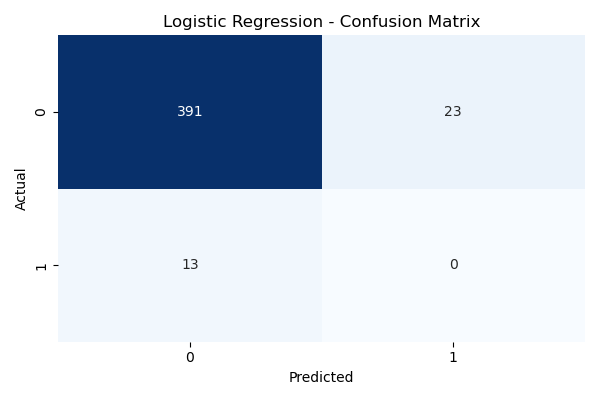 Logistic Regression - Confusion Matrix
Actual
0
391
23
1
13
0
0
1
Predicted